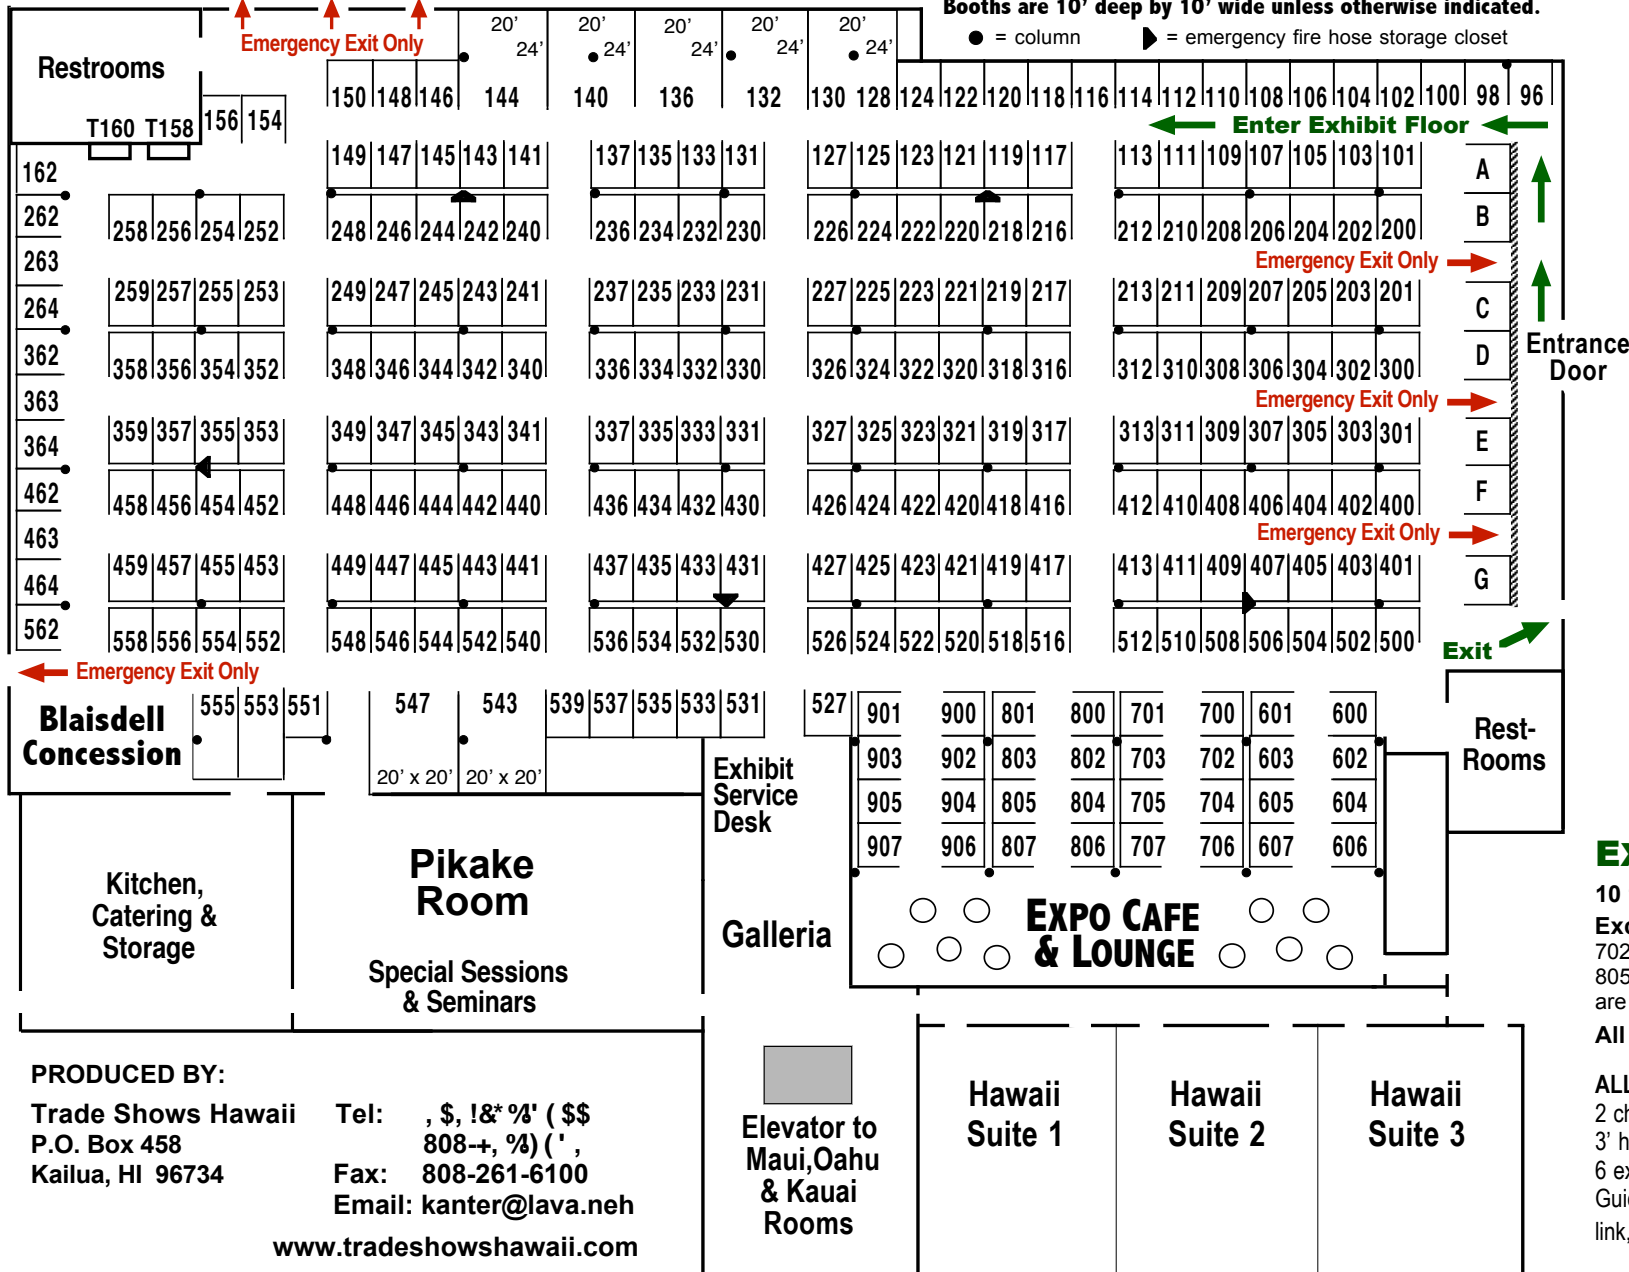 Booths are 10' deep by 10' wide unless otherwise indicated.
● = column = emergency fire hose storage closet
Emergency Exit Only
Restrooms
T160 T158
20' 20' 20' 20' 20'
24' 24' 24' 24' 24'
156 154
150 148 146 144 140 136 132 130 128 124 122 120 118 116 114 112 110 108 106 104 102 100 98 96
Enter Exhibit Floor
162 149 147 145 143 141 137 135 133 131 127 125 123 121 119 117 113 111 109 107 105 103 101 A
262 258 256 254 252 248 246 244 242 240 236 234 232 230 226 224 222 220 218 216 212 210 208 206 204 202 200 B
263 Emergency Exit Only
264 259 257 255 253 249 247 245 243 241 237 235 233 231 227 225 223 221 219 217 213 211 209 207 205 203 201 C
362 358 356 354 352 348 346 344 342 340 336 334 332 330 326 324 322 320 318 316 312 310 308 306 304 302 300 D
Entrance
Door
363 Emergency Exit Only
364 359 357 355 353 349 347 345 343 341 337 335 333 331 327 325 323 321 319 317 313 311 309 307 305 303 301 E
462 458 456 454 452 448 446 444 442 440 436 434 432 430 426 424 422 420 418 416 412 410 408 406 404 402 400 F
463 Emergency Exit Only
464 459 457 455 453 449 447 445 443 441 437 435 433 431 427 425 423 421 419 417 413 411 409 407 405 403 401 G
562 558 556 554 552 548 546 544 542 540 536 534 532 530 526 524 522 520 518 516 512 510 508 506 504 502 500
Exit
Emergency Exit Only
555 553 551 547 543 539 537 535 533 531 527
20' x 20' 20' x 20'
Blaisdell
Concession
901 900 801 800 701 700 601 600
903 902 803 802 703 702 603 602
905 904 805 804 705 704 605 604
907 906 807 806 707 706 607 606
Rest-
Rooms
Exhibit
Service
Desk
Kitchen,
Catering &
Storage
Pikake
Room
Special Sessions
& Seminars
Galleria
EXPO CAFE
& LOUNGE
10
702
805
are
All
6 ex
link,
PRODUCED BY:
Trade Shows Hawaii
P.O. Box 458
Kailua, HI 96734
Tel: , $, !&* %' ( $$
808-+, %) ( ' ,
Fax: 808-261-6100
Email: kanter@lava.neh
www.tradeshowshawaii.com
Elevator to
Maui,Oahu
& Kauai
Rooms
Hawaii
Suite 1
Hawaii
Suite 2
Hawaii
Suite 3